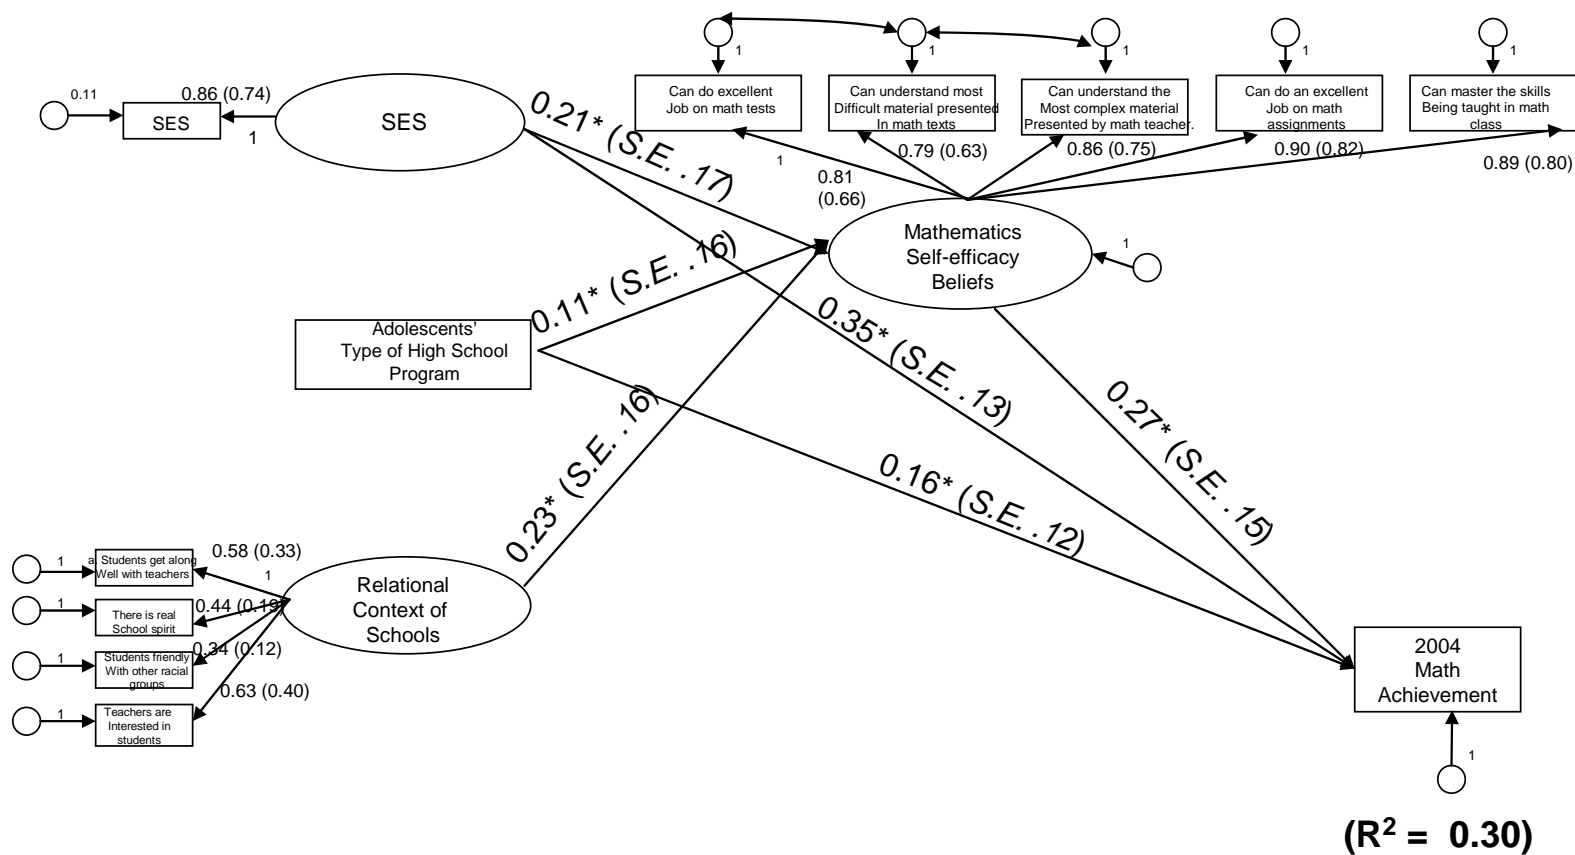 1
1
1
1
1
Can do excellent
Job on math tests
Can understand most
Difficult material presented
In math texts
Can understand the
Most complex material
Presented by math teacher.
Can do an excellent
Job on math
assignments
Can master the skills
Being taught in math
class
0.11
SES
0.86 (0.74)
1
SES
0.21* (S.E. .17)
1
0.81
(0.66)
0.79 (0.63)
0.86 (0.75)
0.90 (0.82)
0.89 (0.80)
Mathematics
Self-efficacy
Beliefs
1
0.11* (S.E. .16)
Adolescents’
Type of High School
Program
0.35* (S.E. .13)
0.27* (S.E. .15)
0.16* (S.E. .12)
0.23* (S.E. .16)
1
a. Students get along
Well with teachers
0.58 (0.33)
1
1
There is real
School spirit
0.44 (0.19)
1
Students friendly
With other racial
groups
0.34 (0.12)
1
Teachers are
Interested in
students
0.63 (0.40)
Relational
Context of
Schools
2004
Math
Achievement
1
(R² = 0.30)